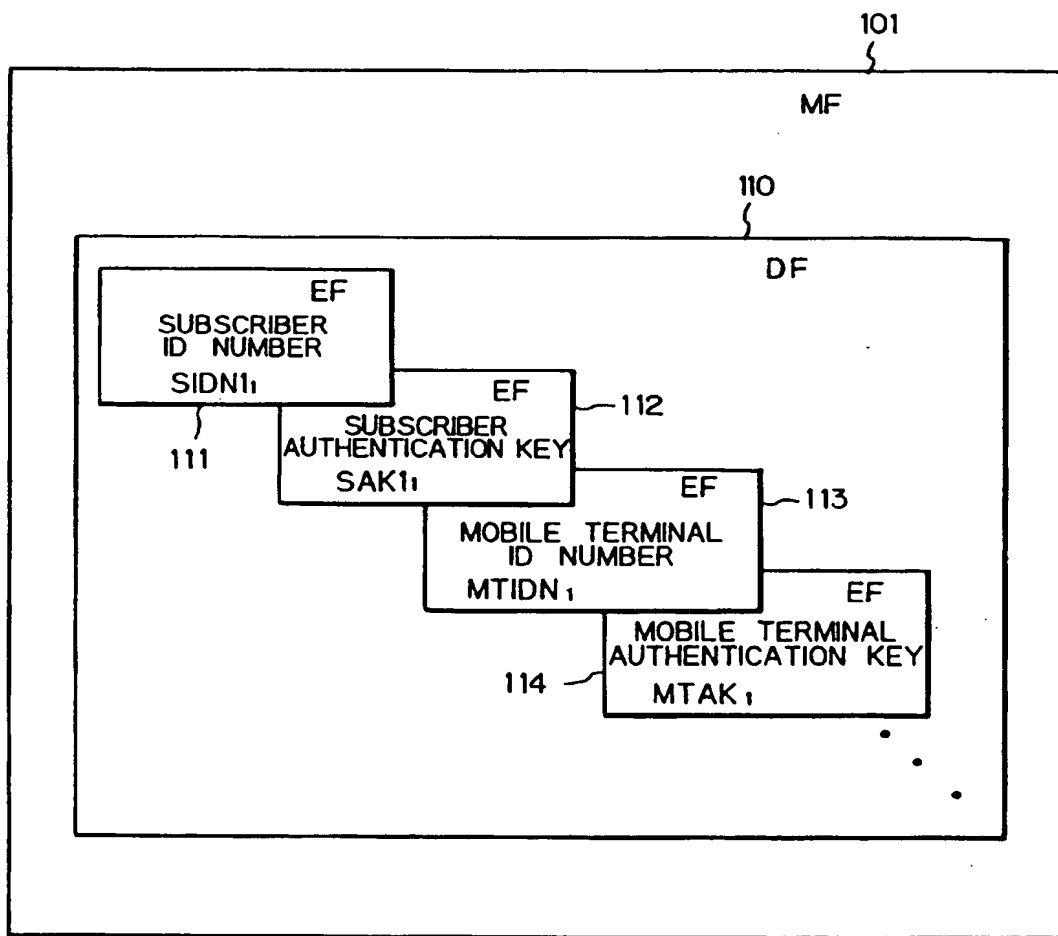 101
MF
110
DF
EF
SUBSCRIBER
ID NUMBER
SIDN1₁
111
EF
112
SUBSCRIBER
AUTHENTICATION KEY
SAK1₁
EF
113
MOBILE TERMINAL
ID NUMBER
MTIDN₁
EF
MOBILE TERMINAL
AUTHENTICATION KEY
114
MTAK₁